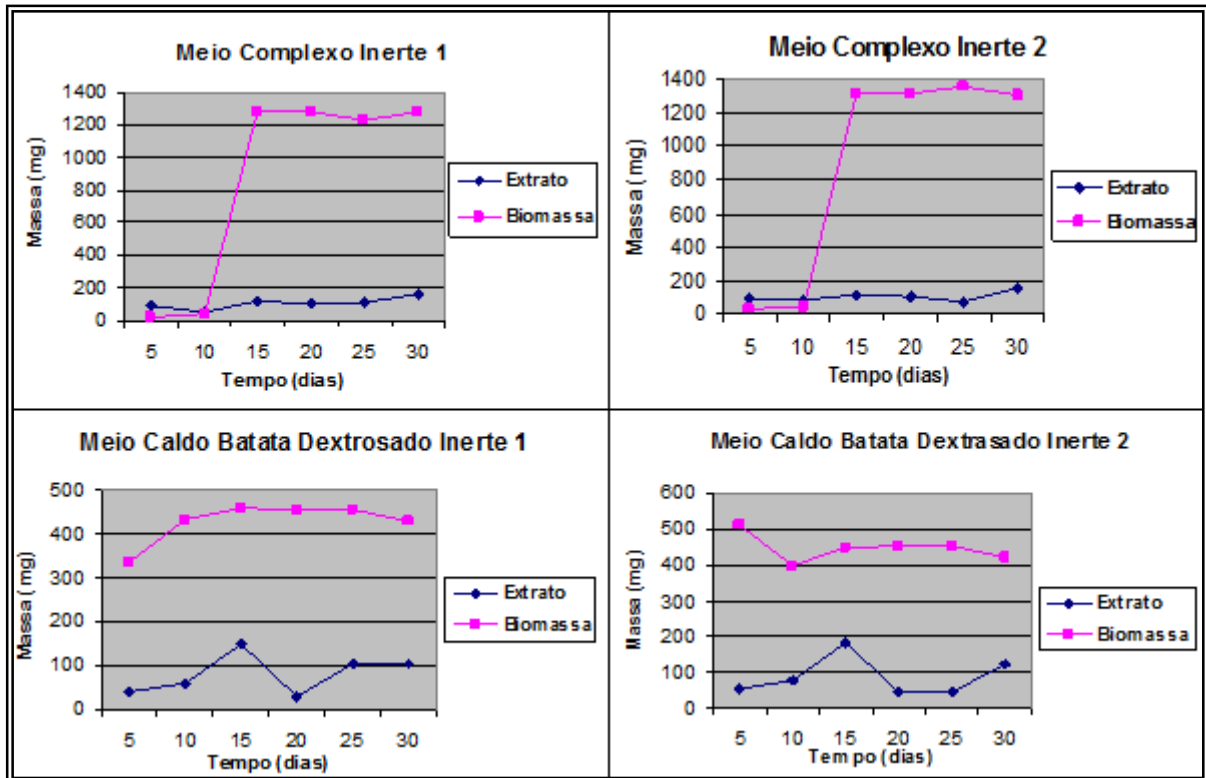 Meio Complexo Inerte 1
1400
1200
1000
800
600
400
200
0
Massa (mg)
5 10 15 20 25 30
Tempo (dias)
Extrato
Biomassa
Meio Complexo Inerte 2
1400
1200
1000
800
600
400
200
0
Massa (mg)
5 10 15 20 25 30
Tempo (dias)
Extrato
Biomassa
Meio Caldo Batata Dextrosado Inerte 1
500
400
300
200
100
0
Massa (mg)
5 10 15 20 25 30
Tempo (dias)
Extrato
Biomassa
Meio Caldo Batata Dextrasado Inerte 2
600
500
400
300
200
100
0
Massa (mg)
5 10 15 20 25 30
Tempo (dias)
Extrato
Biomassa